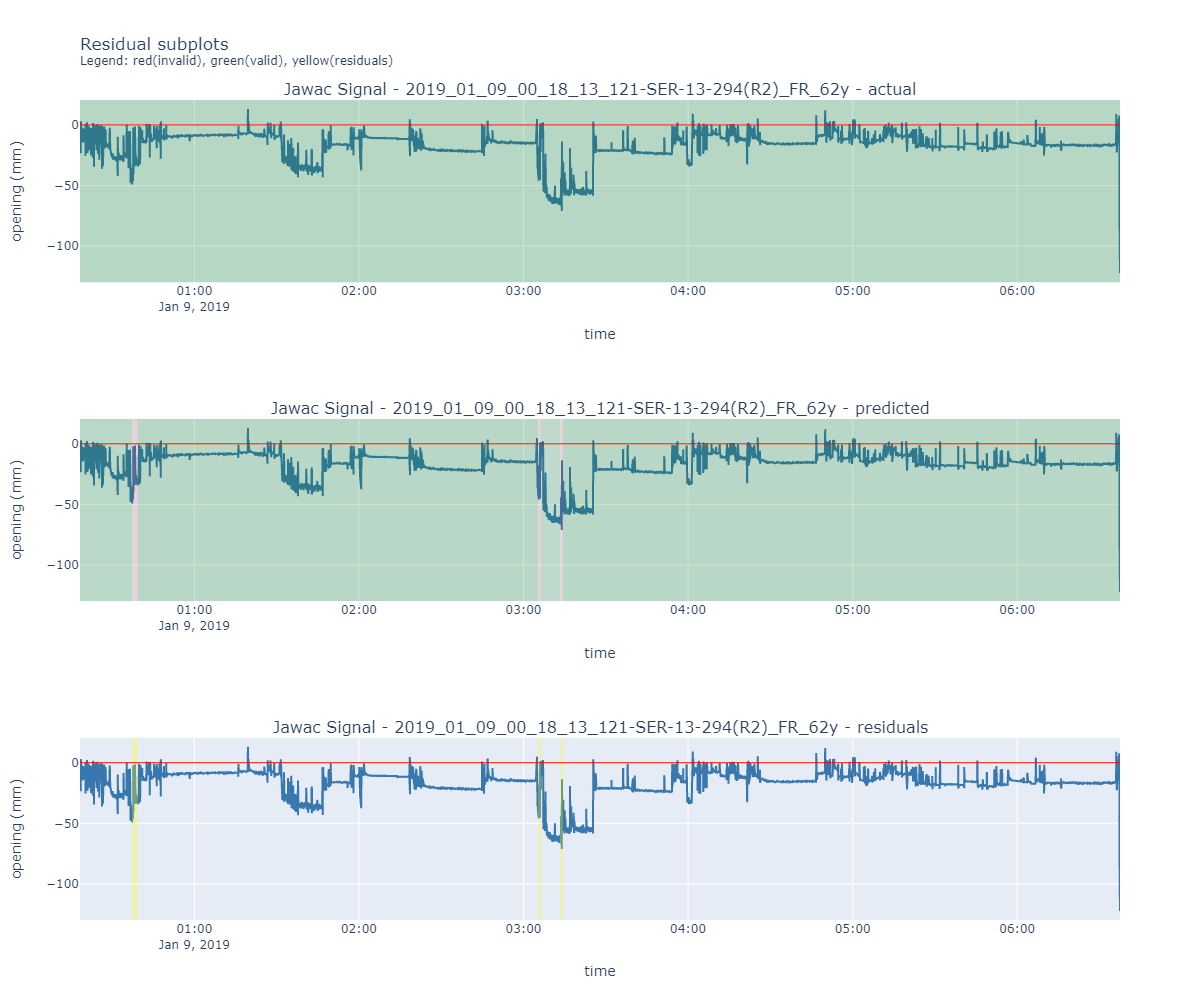 Residual subplots
Legend: red(invalid), green(valid), yellow(residuals)
Jawac Signal - 2019_01_09_00_18_13_121-SER-13-294(R2)_FR_62y - actual
opening (mm)
0
−50
−100
01:00
02:00
03:00
04:00
05:00
06:00
Jan 9, 2019
time
Jawac Signal - 2019_01_09_00_18_13_121-SER-13-294(R2)_FR_62y - predicted
opening (mm)
0
−50
−100
01:00
02:00
03:00
04:00
05:00
06:00
Jan 9, 2019
time
Jawac Signal - 2019_01_09_00_18_13_121-SER-13-294(R2)_FR_62y - residuals
opening (mm)
0
−50
−100
01:00
02:00
03:00
04:00
05:00
06:00
Jan 9, 2019
time